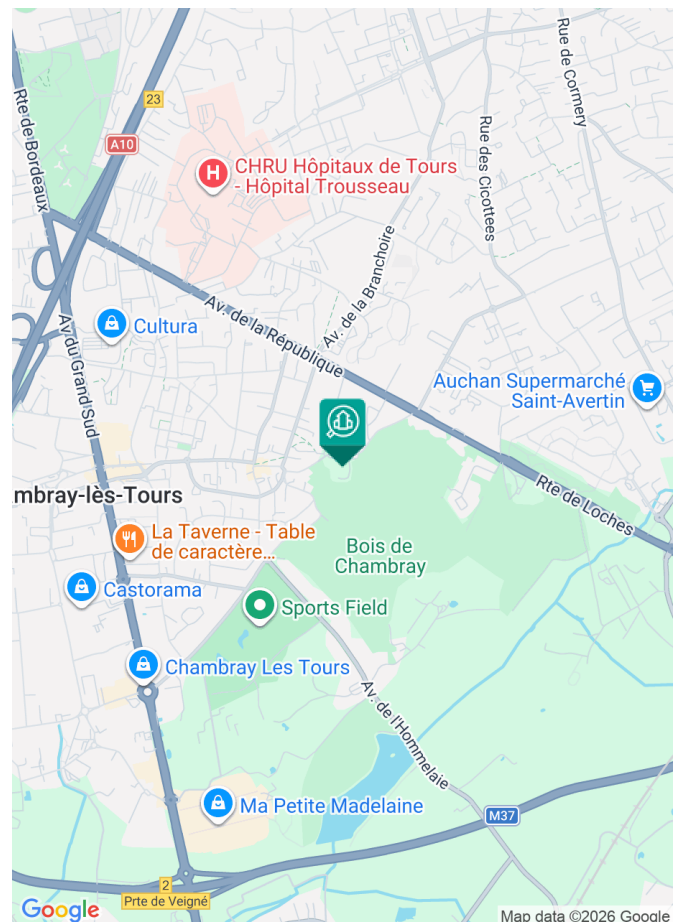 Rte de Bordeaux
23
A10
Rue de Cormery
Rue des Cicottees
H
CHRU Hôpitaux de Tours
- Hôpital Trousseau
Av. de la Branchoire
Av. de la République
Cultura
Av du Grand Sud
Auchan Supermarché
Saint-Avertin
mbray-lès-Tours
Rte de Loches
La Taverne - Table
de caractère...
Bois de
Chambray
Castorama
Sports Field
Chambray Les Tours
Av. de l'Hommelaie
Ma Petite Madelaine
M37
2
Prte de Veigné
Google
Map data ©2026 Google